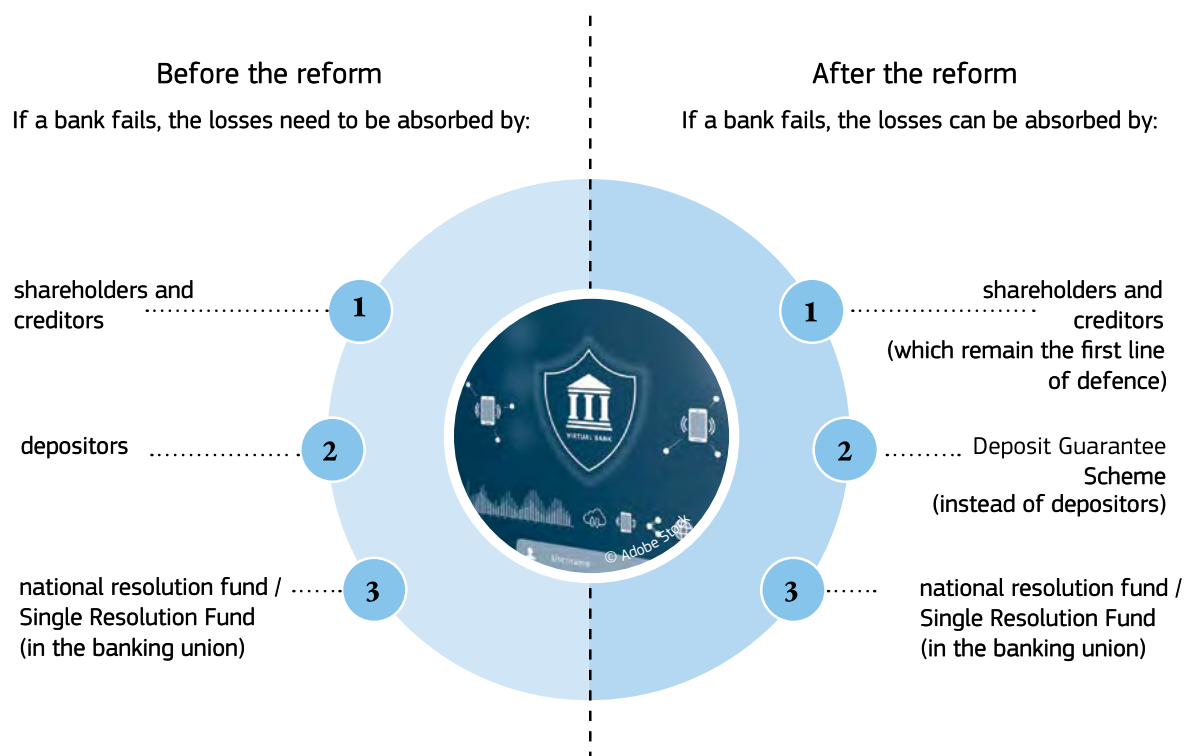 Before the reform
If a bank fails, the losses need to be absorbed by:
1
shareholders and
creditors
2
depositors
3
national resolution fund /
Single Resolution Fund
(in the banking union)
After the reform
If a bank fails, the losses can be absorbed by:
1
shareholders and
creditors
(which remain the first line
of defence)
2
Deposit Guarantee
Scheme
(instead of depositors)
3
national resolution fund /
Single Resolution Fund
(in the banking union)
VIRTUAL BANK
Username
© Adobe Stock